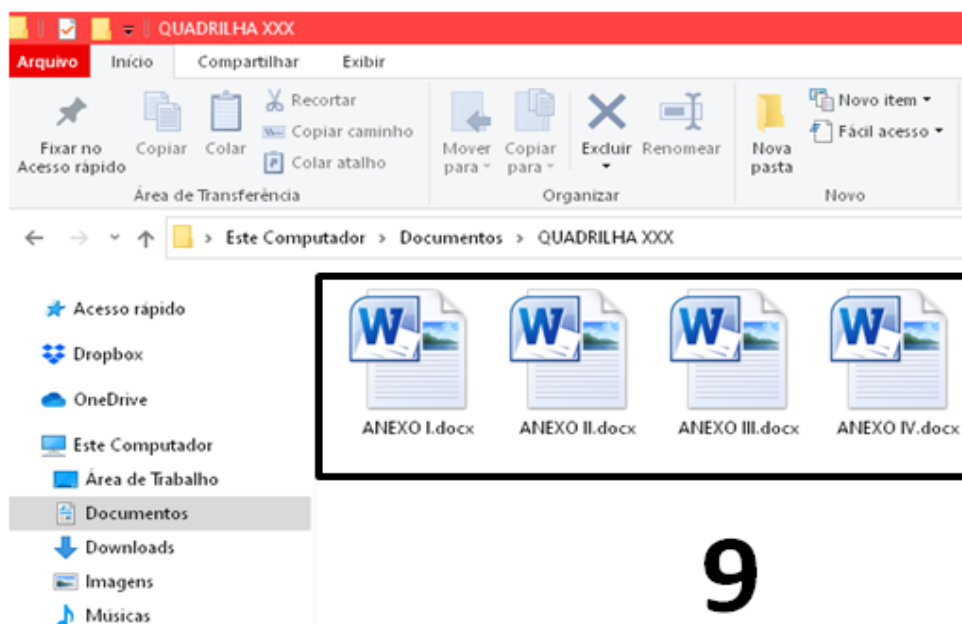 QUADRILHA XXX
Arquivo Início Compartilhar Exibir
Fixar no Acesso rápido
Copiar
Colar
Recortar
Copiar caminho
Colar atalho
Área de Transferência
Mover para
Copiar para
Excluir
Renomear
Organizar
Nova pasta
Novo item
Fácil acesso
Novo
Este Computador > Documentos > QUADRILHA XXX
Acesso rápido
Dropbox
OneDrive
Este Computador
Área de Trabalho
Documentos
Downloads
Imagens
Músicas
W W W W
ANEXO I.docx ANEXO II.docx ANEXO III.docx ANEXO IV.docx
9